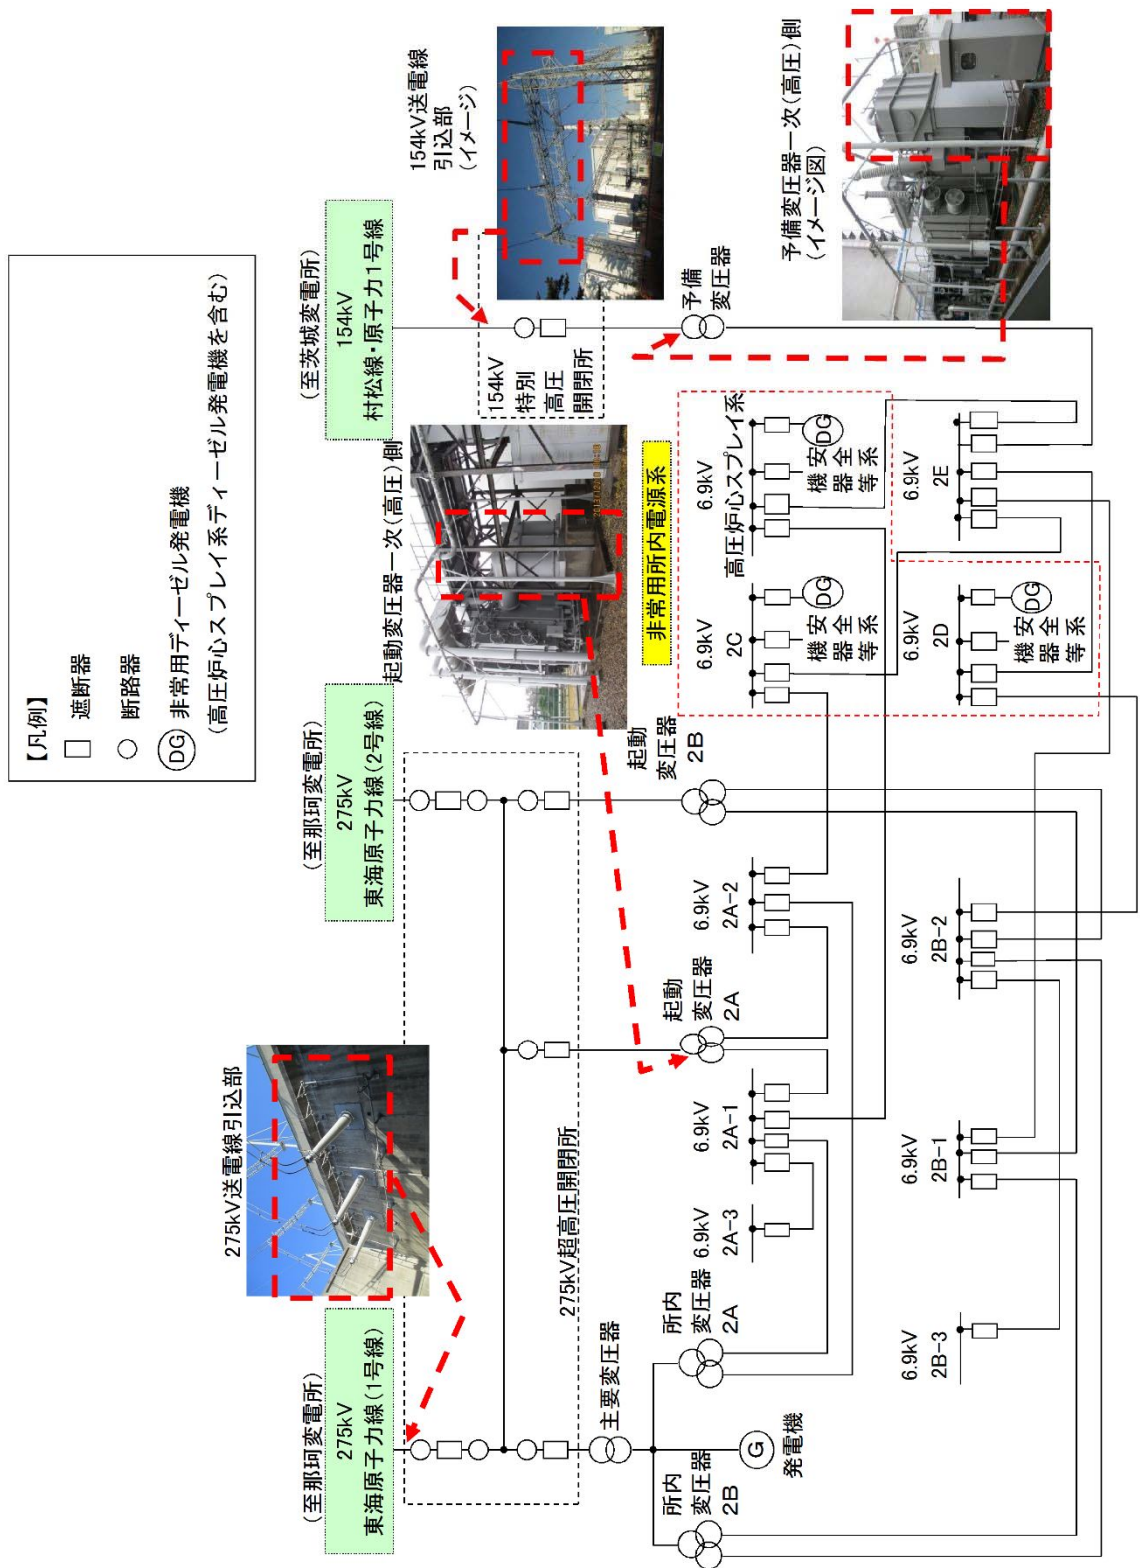 【凡例】
遮断器
断路器
DG
非常用ディーゼル発電機
(高圧炉心スプレイ系ディーゼル発電機を含む)
275kV送電線引込部
(至那珂変電所)
275kV
東海原子力線(1号線)
(至那珂変電所)
275kV
東海原子力線(2号線)
(至茨城変電所)
154kV
村松線・原子力1号線
起動変圧器一次(高圧)側
154kV送電線
引込部
(イメージ)
275kV超高圧開閉所
154kV
特別
高圧
開閉所
主要変圧器
所内
変圧器
2B
G
発電機
所内
変圧器
2A
起動
変圧器
2A
起動
変圧器
2B
予備
変圧器
予備変圧器一次(高圧)側
(イメージ図)
非常用所内電源系
6.9kV
2A-3
6.9kV
2A-1
6.9kV
2A-2
6.9kV
2C
安全系
機器等
DG
6.9kV
高圧炉心スプレイ系
安全系
機器等
DG
6.9kV
2B-3
6.9kV
2B-1
6.9kV
2B-2
6.9kV
2D
安全系
機器等
DG
6.9kV
2E